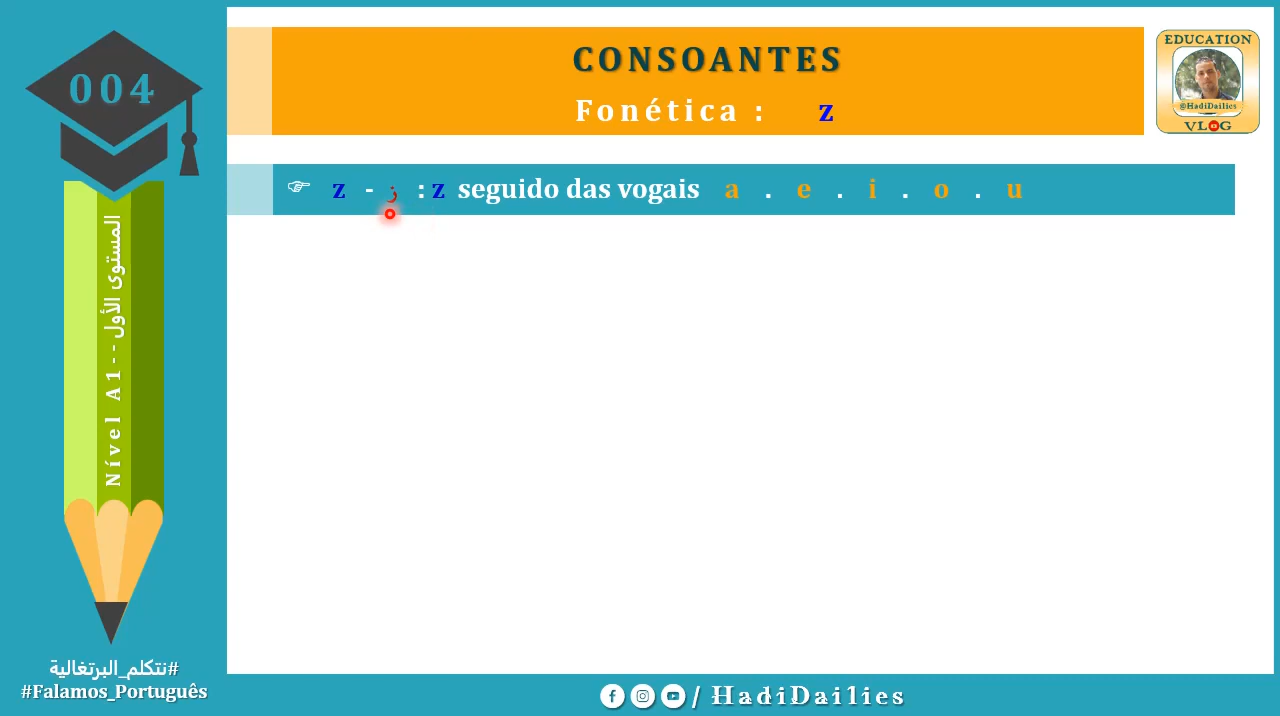 004
CONSOANTES
Fonética : z
EDUCATION
@HadiDailies
VLOG
☞ z - ز : z seguido das vogais a . e . i . o . u
Nível A1 - - المستوى الأول
#نتكلم_البرتغالية
#Falamos_Português
/ HadiDailies